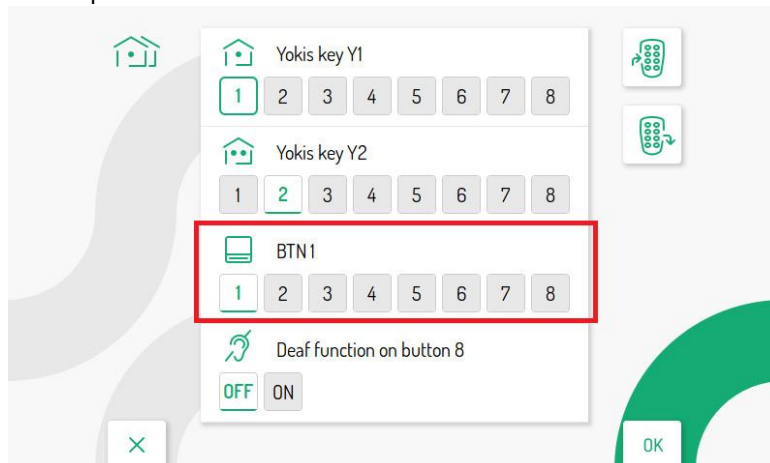 Yokis key Y1
1 2 3 4 5 6 7 8
Yokis key Y2
1 2 3 4 5 6 7 8
BTN 1
1 2 3 4 5 6 7 8
Deaf function on button 8
OFF ON
OK